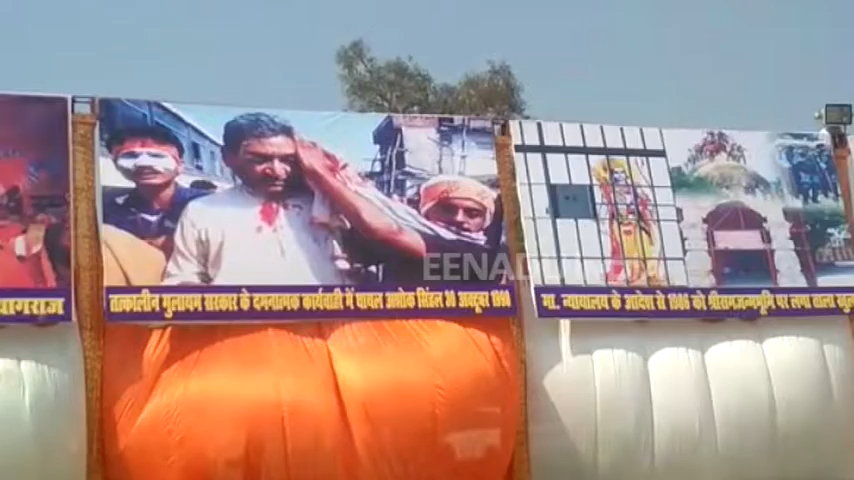 यागराज
तत्कालीन मुलायम सरकार के दमनात्मक कार्यवाही में घायल अशोक सिंहल 30 अक्टूबर 1990
मा. न्यायालय के आदेश से 1986 को श्रीरामजन्मभूमि पर लगा ताला खुला
EENADU